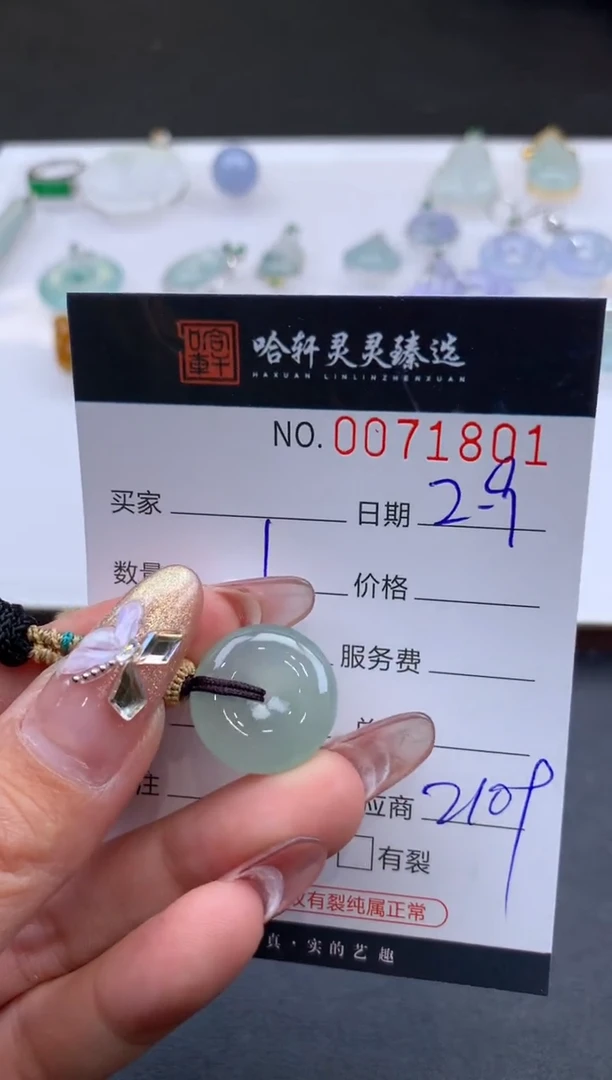 哈轩灵灵臻选
HAXUAN LINLINZHENXUAN
NO. 0071801
买家 日期 2-9
数量 1 价格
服务费
注 应商 2109
有裂
有裂纯属正常
真·实的艺趣